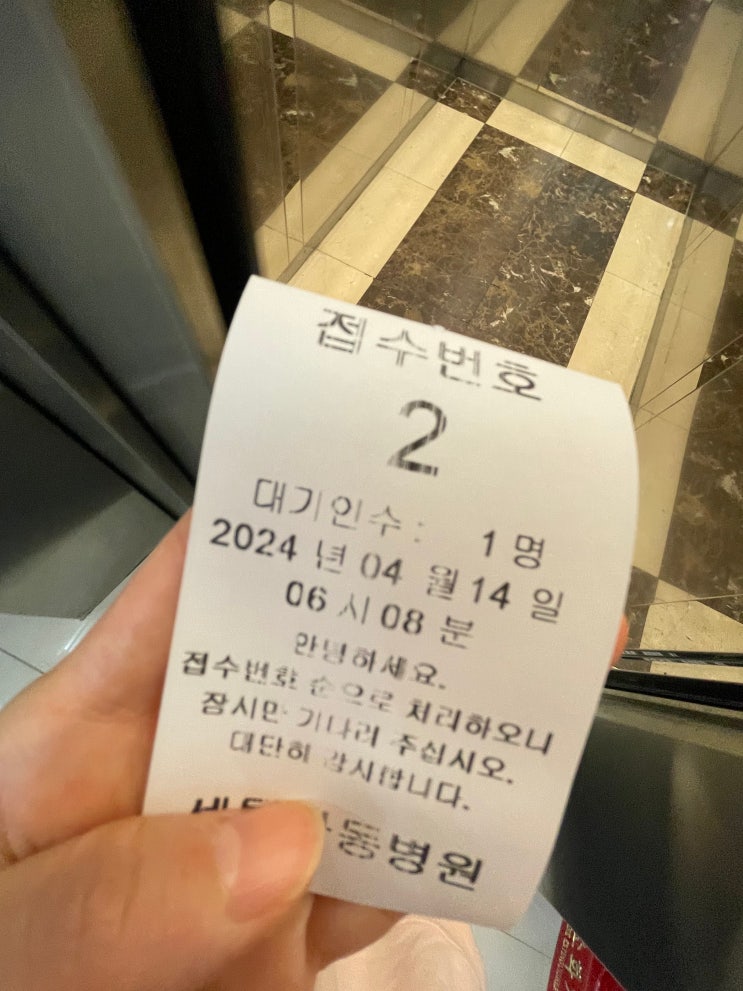 접수번호
2
대기인수 : 1 명
2024 년 04 월 14 일
06 시 08 분
안녕하세요.
접수번호 순으로 처리하오니
잠시만 기다려 주십시오.
대단히 감사합니다.
병원